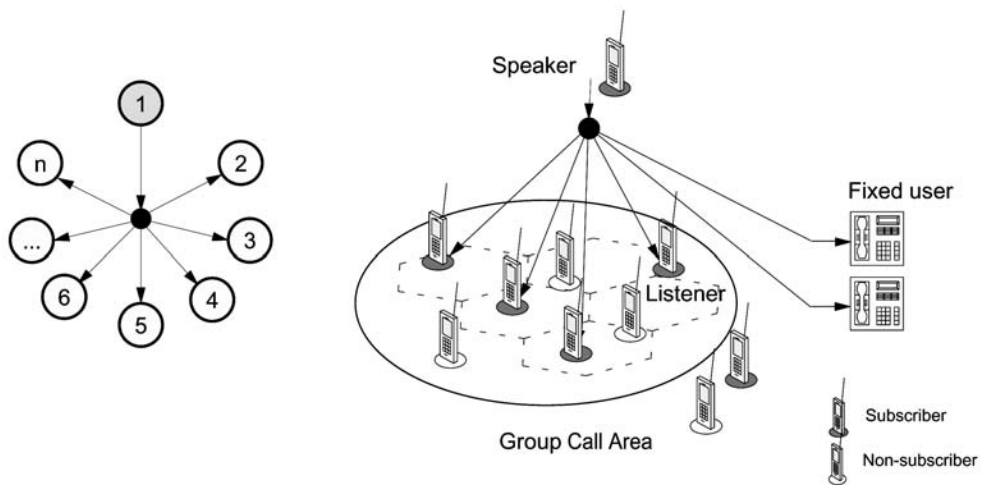 1
n
2
...
3
6
4
5
Speaker
Fixed user
Listener
Group Call Area
Subscriber
Non-subscriber